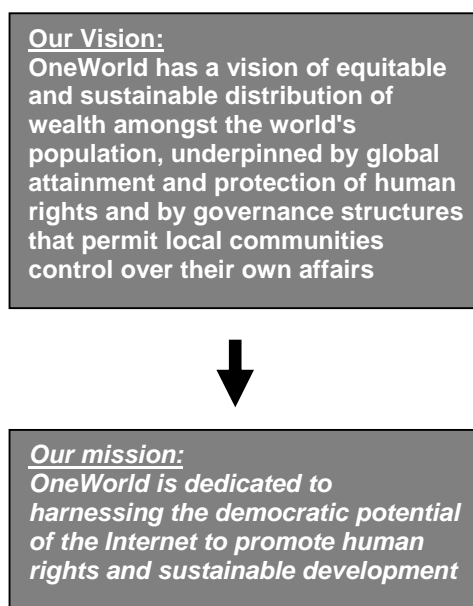 Our Vision:
OneWorld has a vision of equitable
and sustainable distribution of
wealth amongst the world's
population, underpinned by global
attainment and protection of human
rights and by governance structures
that permit local communities
control over their own affairs
Our mission:
OneWorld is dedicated to
harnessing the democratic potential
of the Internet to promote human
rights and sustainable development